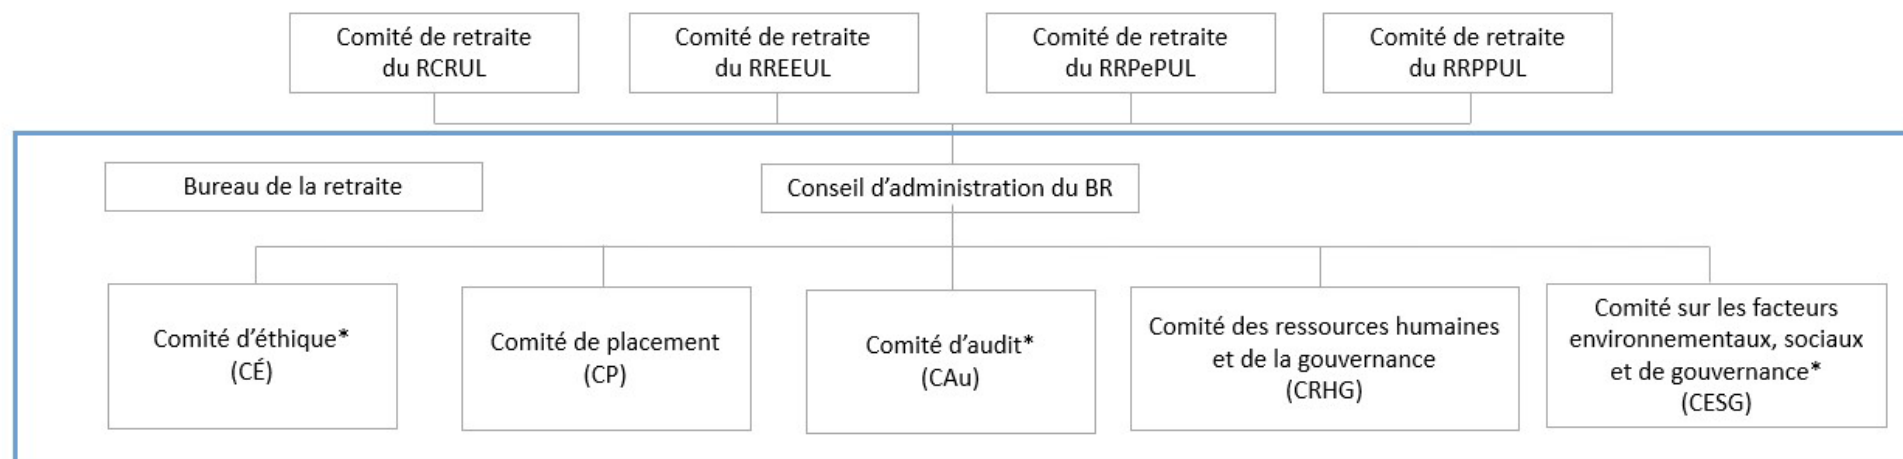 Comité de retraite
du RCRUL
Comité de retraite
du RREEUL
Comité de retraite
du RRPePUL
Comité de retraite
du RRPPUL
Bureau de la retraite
Conseil d’administration du BR
Comité d’éthique*
(CÉ)
Comité de placement
(CP)
Comité d’audit*
(CAu)
Comité des ressources humaines
et de la gouvernance
(CRHG)
Comité sur les facteurs
environnementaux, sociaux
et de gouvernance*
(CESG)